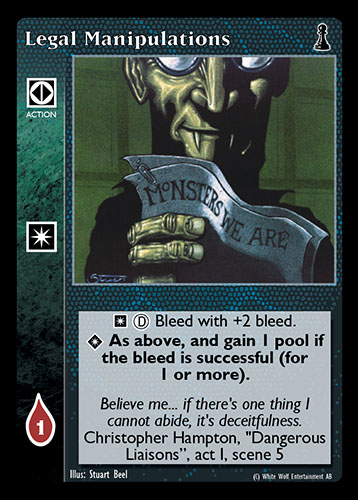 Legal Manipulations
ACTION
MONSTERS WE ARE
Stuart
D Bleed with +2 bleed.
As above, and gain 1 pool if
the bleed is successful (for
1 or more).
Believe me... if there's one thing I
cannot abide, it's deceitfulness.
Christopher Hampton, "Dangerous
Liaisons", act I, scene 5
1
Illus: Stuart Beel
(C) White Wolf Entertainment AB